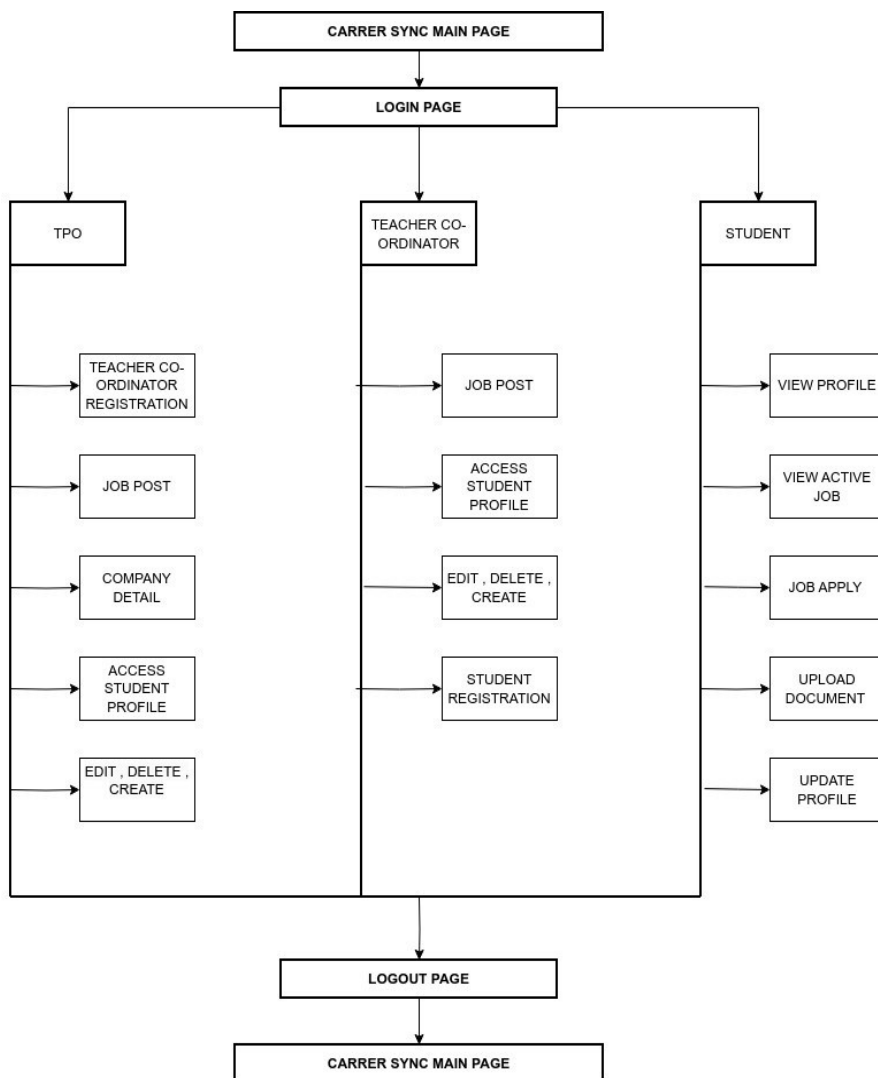 CARRER SYNC MAIN PAGE
LOGIN PAGE
TPO
TEACHER CO-
ORDINATOR
STUDENT
TEACHER CO-
ORDINATOR
REGISTRATION
JOB POST
VIEW PROFILE
JOB POST
ACCESS
STUDENT
PROFILE
VIEW ACTIVE
JOB
COMPANY
DETAIL
EDIT , DELETE ,
CREATE
JOB APPLY
ACCESS
STUDENT
PROFILE
STUDENT
REGISTRATION
UPLOAD
DOCUMENT
EDIT , DELETE ,
CREATE
UPDATE
PROFILE
LOGOUT PAGE
CARRER SYNC MAIN PAGE